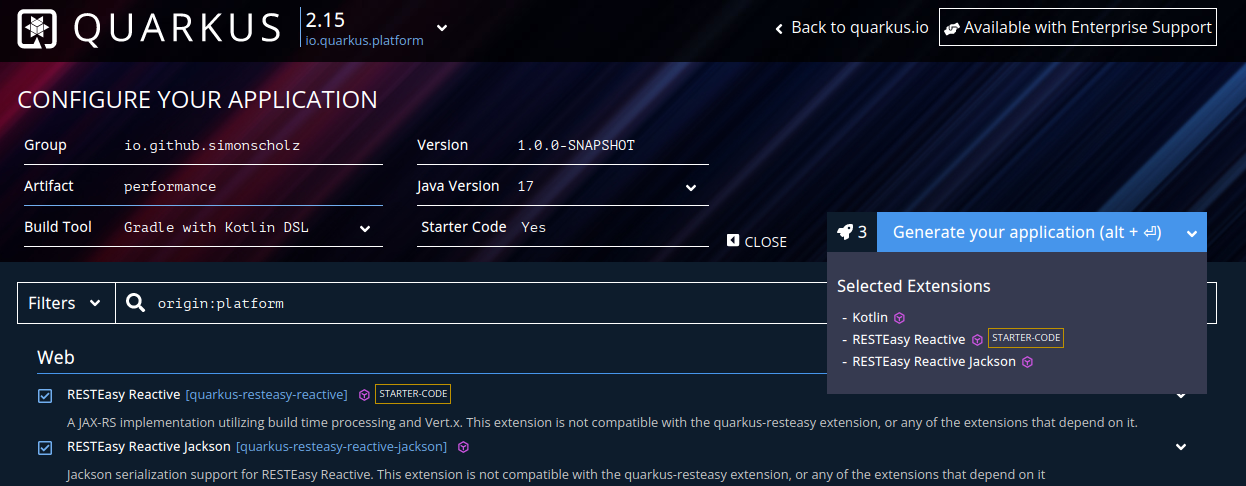 QUARKUS
2.15
io.quarkus.platform
Back to quarkus.io
Available with Enterprise Support
CONFIGURE YOUR APPLICATION
Group io.github.simonscholz
Version 1.0.0-SNAPSHOT
Artifact performance
Java Version 17
Build Tool Gradle with Kotlin DSL
Starter Code Yes
CLOSE
3 Generate your application (alt + ⏎)
Selected Extensions
- Kotlin
- RESTEasy Reactive STARTER-CODE
- RESTEasy Reactive Jackson
Filters origin:platform
Web
RESTEasy Reactive [quarkus-resteasy-reactive] STARTER-CODE
A JAX-RS implementation utilizing build time processing and Vert.x. This extension is not compatible with the quarkus-resteasy extension, or any of the extensions that depend on it.
RESTEasy Reactive Jackson [quarkus-resteasy-reactive-jackson]
Jackson serialization support for RESTEasy Reactive. This extension is not compatible with the quarkus-resteasy extension, or any of the extensions that depend on it